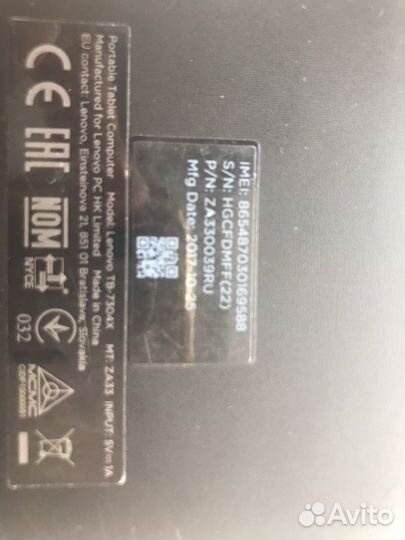 Portable Tablet Computer Model: Lenovo TB-7304X MT: ZA33 INPUT: 5V⎓1A
Manufactured for Lenovo PC HK Limited Made in China
EU contact: Lenovo, Einsteinova 21, 851 01 Bratislava, Slovakia
CE EAC NOM
NYCE
032
MCMC
IMEI: 865487030169588
S/N: HGCFDMFF(22)
P/N: ZA330039RU
Mfg Date: 2017-10-25
Avito